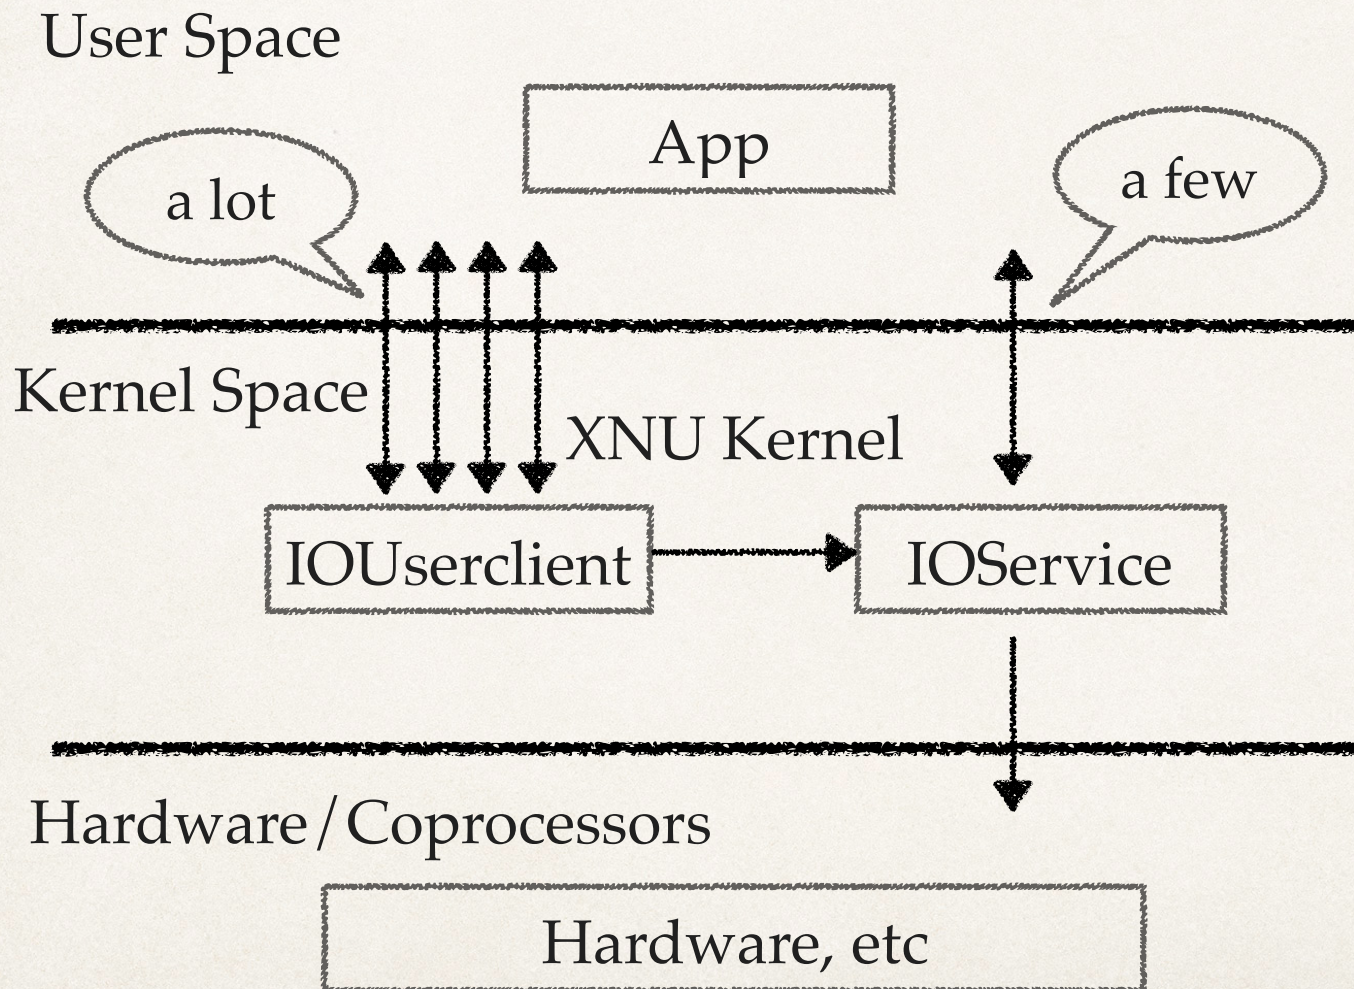 User Space
App
a lot
a few
Kernel Space
XNU Kernel
IOUserclient
IOService
Hardware/Coprocessors
Hardware, etc